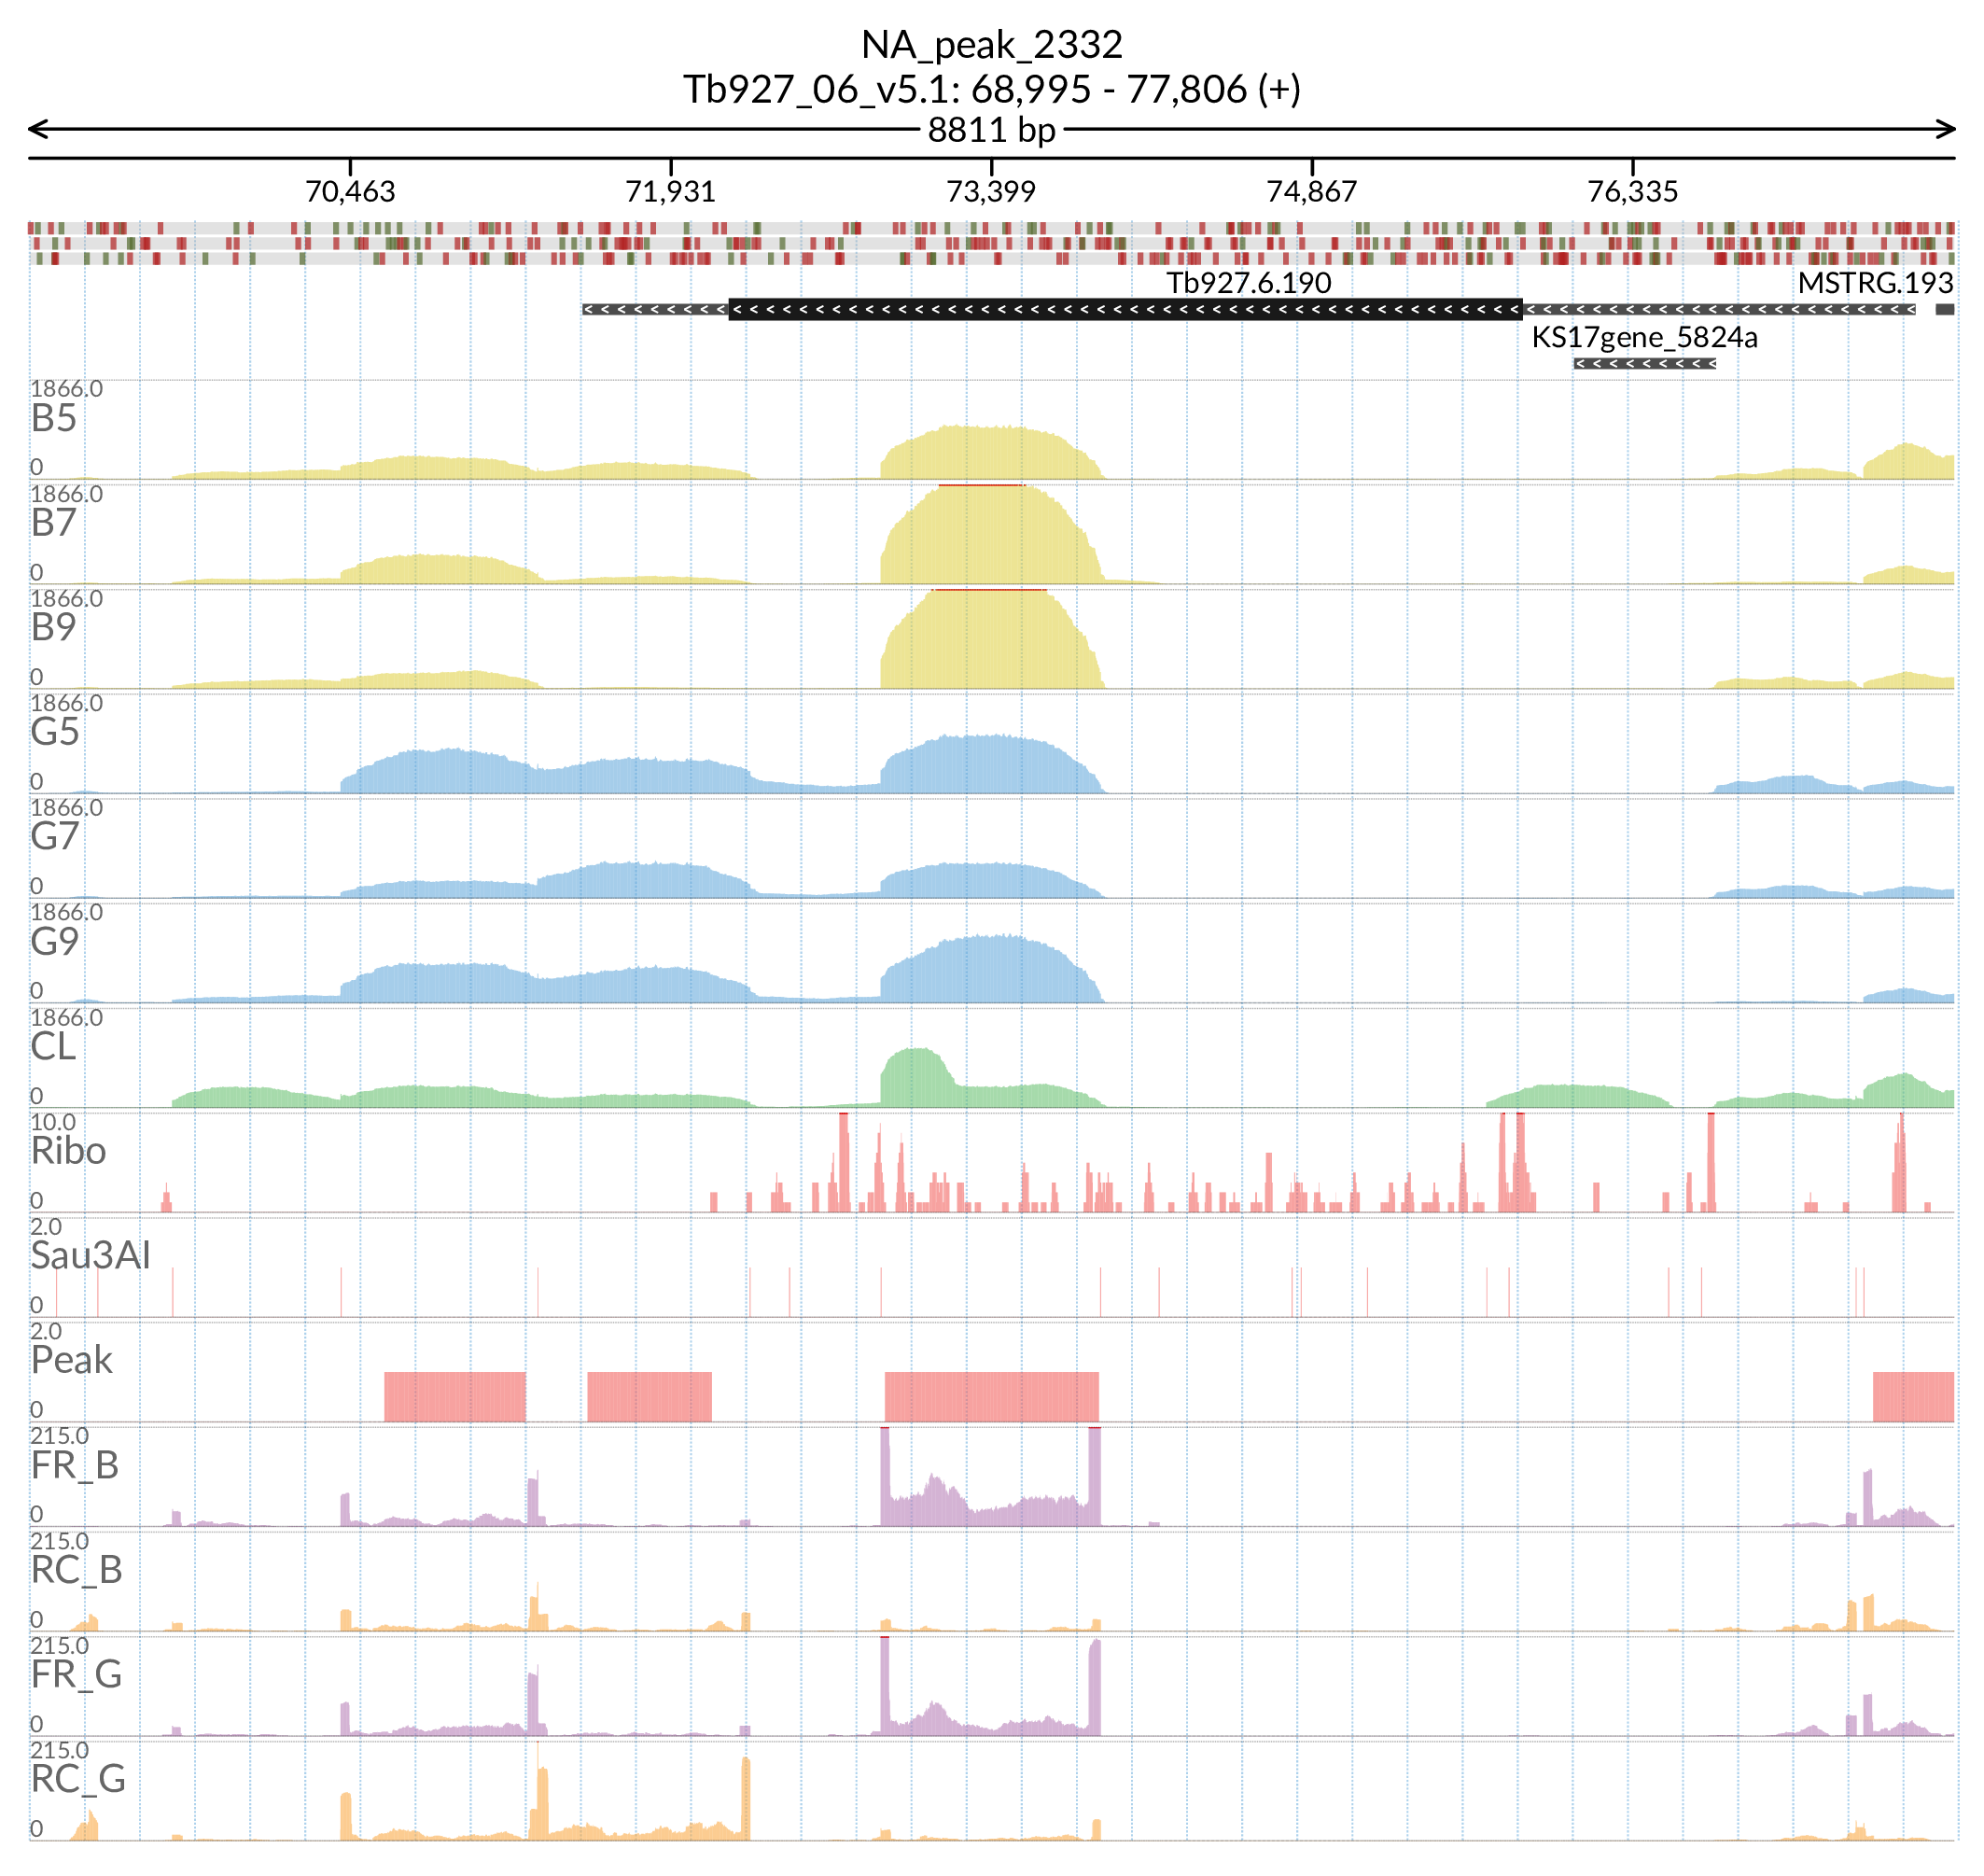 NA_peak_2332
Tb927_06_v5.1: 68,995 - 77,806 (+)
8811 bp
70,463 71,931 73,399 74,867 76,335
Tb927.6.190 MSTRG.193
KS17gene_5824a
1866.0
B5
0
1866.0
B7
0
1866.0
B9
0
1866.0
G5
0
1866.0
G7
0
1866.0
G9
0
1866.0
CL
0
10.0
Ribo
0
2.0
Sau3AI
0
2.0
Peak
0
215.0
FR_B
0
215.0
RC_B
0
215.0
FR_G
0
215.0
RC_G
0